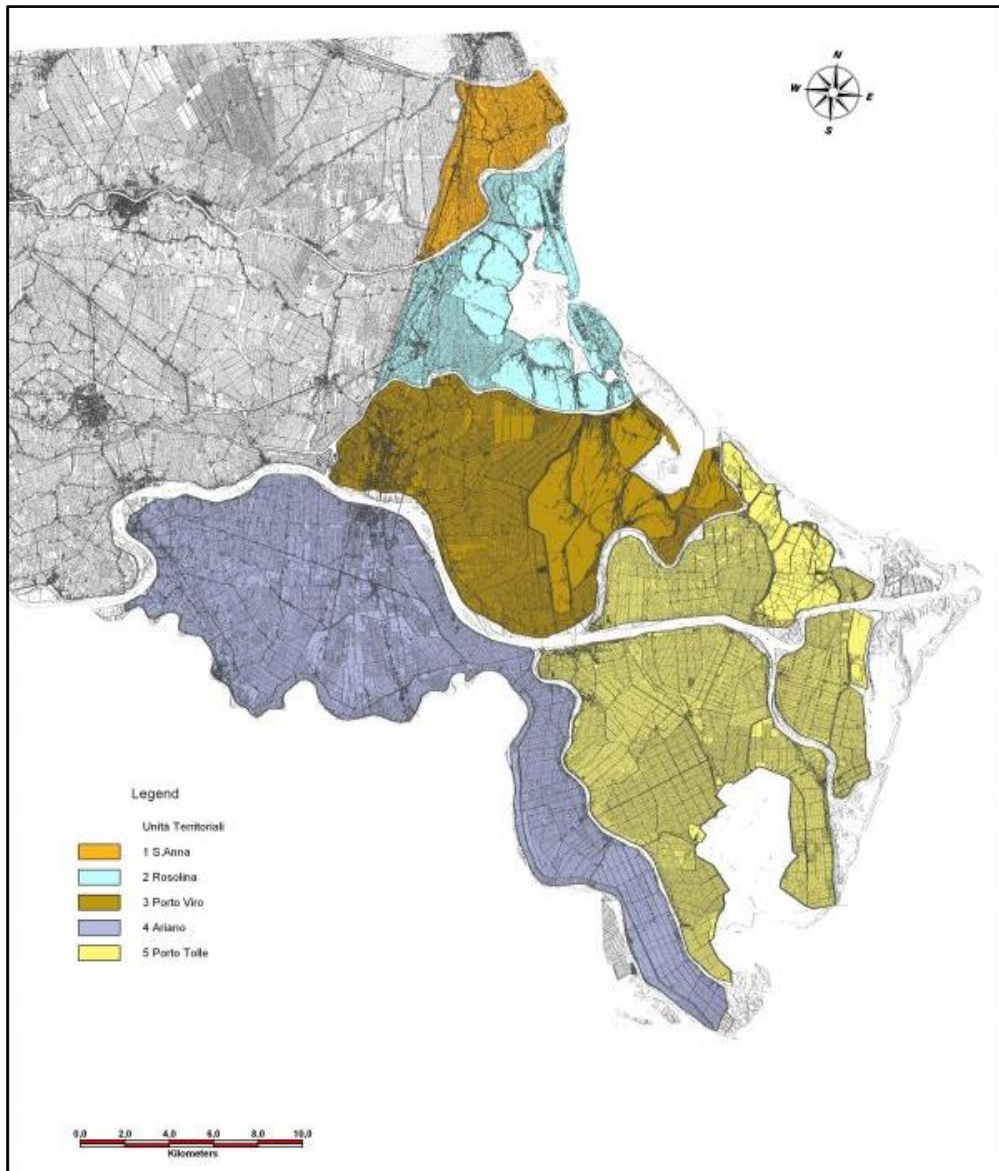 N
W E
S
Legend
Unità Territoriali
1 S.Anna
2 Rosolina
3 Porto Viro
4 Ariano
5 Porto Tolle
0,0 2,0 4,0 6,0 8,0 10,0
Kilometers